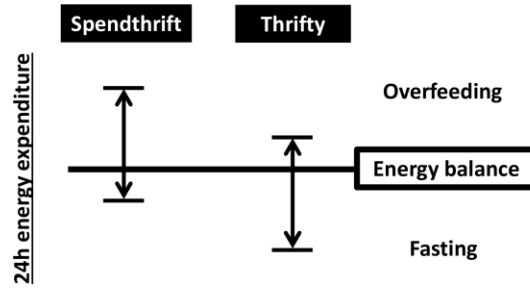 Spendthrift
Thrifty
24h energy expenditure
Overfeeding
Energy balance
Fasting